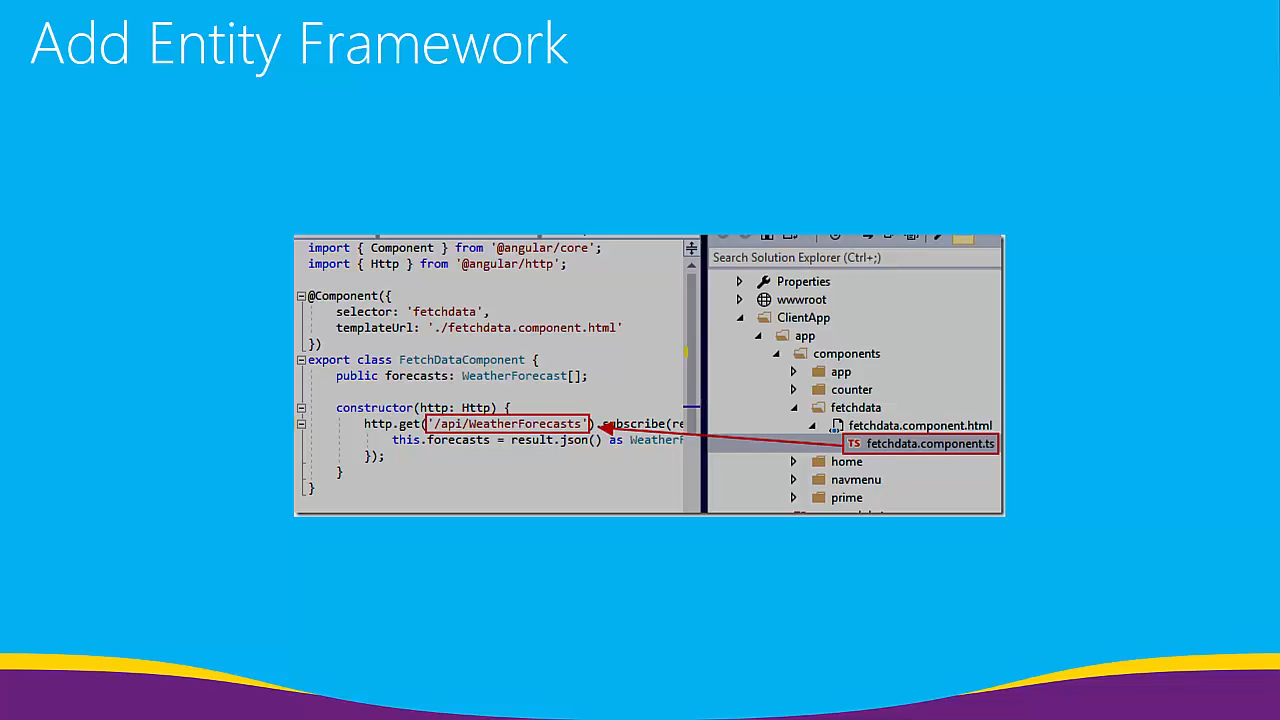 Add Entity Framework
import { Component } from '@angular/core';
import { Http } from '@angular/http';
@Component({
selector: 'fetchdata',
templateUrl: './fetchdata.component.html'
})
export class FetchDataComponent {
public forecasts: WeatherForecast[];
constructor(http: Http) {
http.get('/api/WeatherForecasts').subscribe(re
this.forecasts = result.json() as WeatherF
});
}
}
Search Solution Explorer (Ctrl+;)
Properties
wwwroot
ClientApp
app
components
app
counter
fetchdata
fetchdata.component.html
TS fetchdata.component.ts
home
navmenu
prime